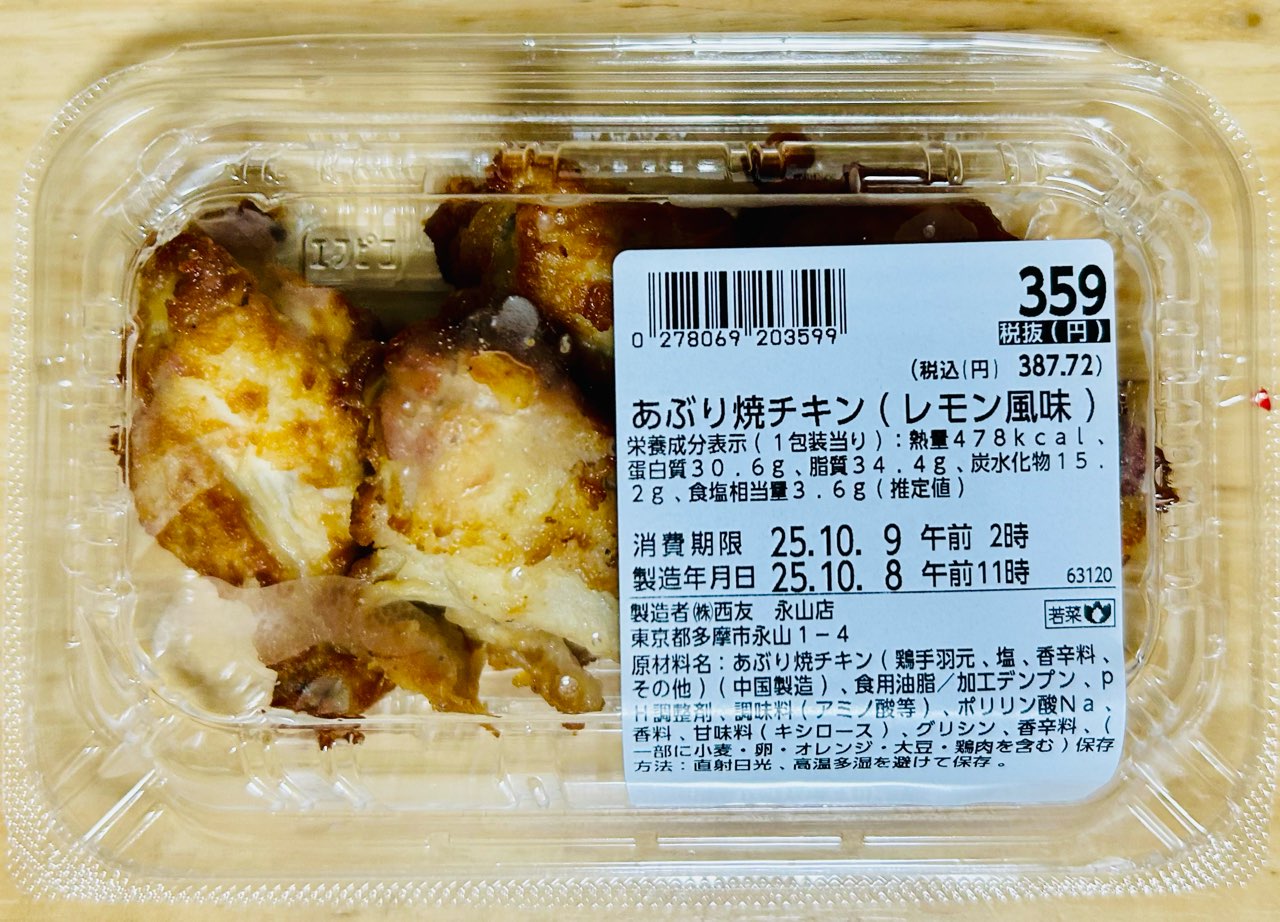 エフピコ
359
税抜(円)
0 278069 203599
(税込(円) 387.72)
あぶり焼チキン(レモン風味)
栄養成分表示(1包装当り):熱量478kcal、
蛋白質30.6g、脂質34.4g、炭水化物15.
2g、食塩相当量3.6g(推定値)
消費期限 25.10. 9 午前 2時
製造年月日 25.10. 8 午前11時 63120
製造者㈱西友 永山店
東京都多摩市永山1-4
若菜
原材料名:あぶり焼チキン(鶏手羽元、塩、香辛料、
その他)(中国製造)、食用油脂/加工デンプン、p
H調整剤、調味料(アミノ酸等)、ポリリン酸Na、
香料、甘味料(キシロース)、グリシン、香辛料、(
一部に小麦・卵・オレンジ・大豆・鶏肉を含む)保存
方法:直射日光、高温多湿を避けて保存。